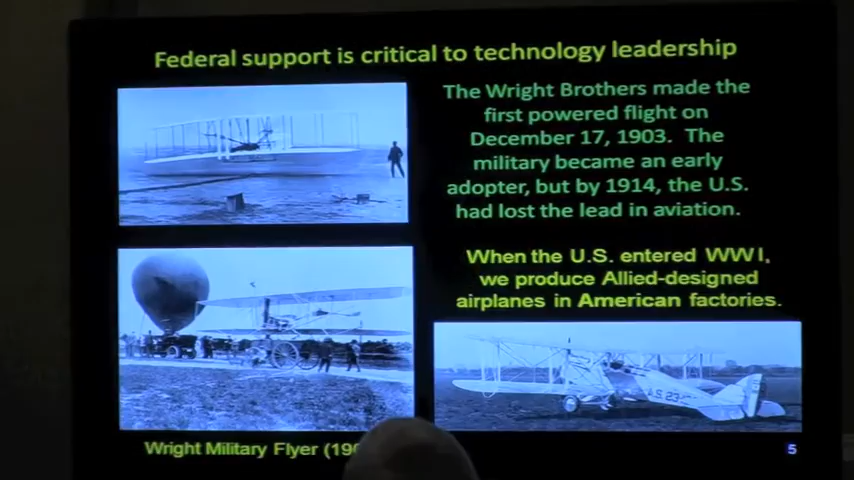 Federal support is critical to technology leadership
The Wright Brothers made the
first powered flight on
December 17, 1903. The
military became an early
adopter, but by 1914, the U.S.
had lost the lead in aviation.
When the U.S. entered WW I,
we produce Allied-designed
airplanes in American factories.
Wright Military Flyer
5